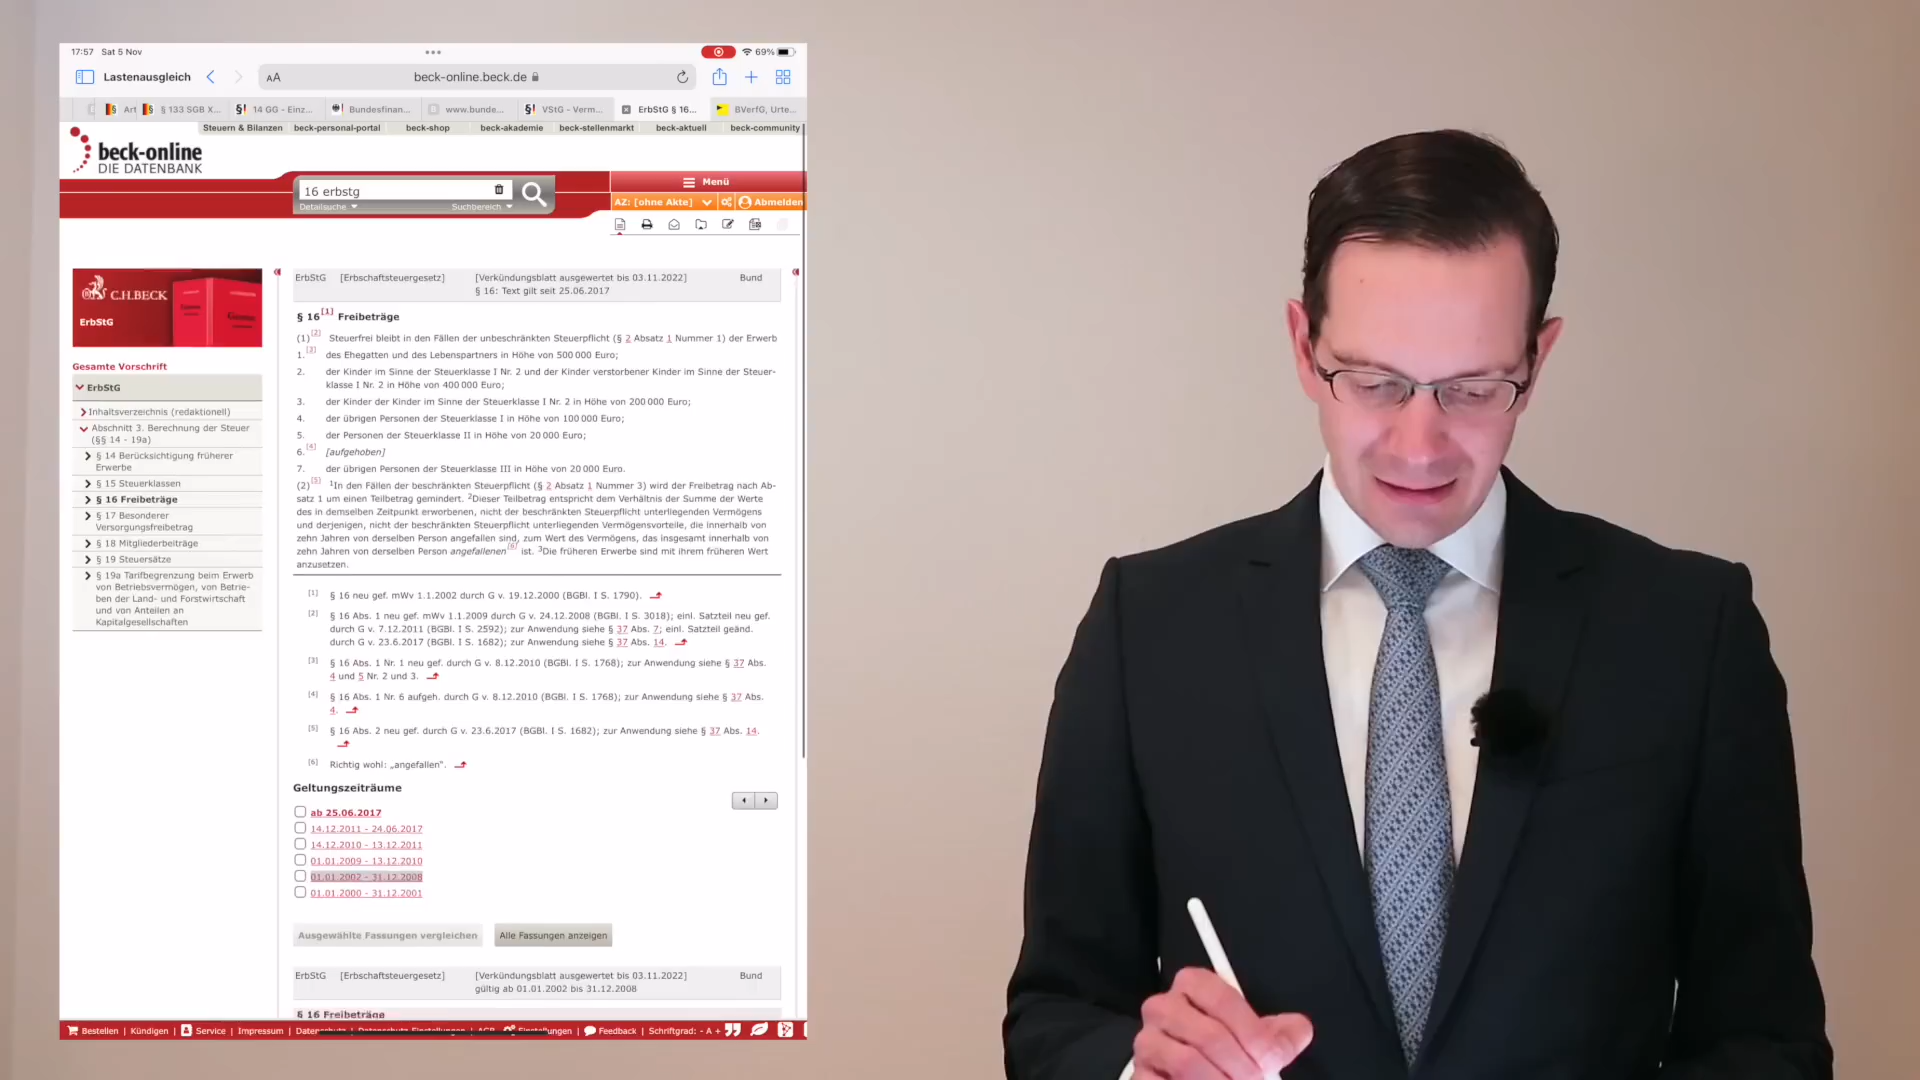 17:57 Sat 5 Nov
69%
Lastenausgleich
AA
beck-online.beck.de
Art
§ 133 SGB X...
§! 14 GG - Einz...
Bundesfinan...
www.bunde...
§! VStG - Verm...
ErbStG § 16...
BVerfG, Urte...
Steuern & Bilanzen beck-personal-portal beck-shop beck-akademie beck-stellenmarkt beck-aktuell beck-community
beck-online
DIE DATENBANK
16 erbstg
Detailsuche
Suchbereich
Menü
AZ: [ohne Akte]
Abmelden
C.H.BECK
ErbStG
Gesamte Vorschrift
ErbStG
Inhaltsverzeichnis (redaktionell)
Abschnitt 3. Berechnung der Steuer
(§§ 14 - 19a)
§ 14 Berücksichtigung früherer
Erwerbe
§ 15 Steuerklassen
§ 16 Freibeträge
§ 17 Besonderer
Versorgungsfreibetrag
§ 18 Mitgliederbeiträge
§ 19 Steuersätze
§ 19a Tarifbegrenzung beim Erwerb
von Betriebsvermögen, von Betrie-
ben der Land- und Forstwirtschaft
und von Anteilen an
Kapitalgesellschaften
ErbStG [Erbschaftsteuergesetz] [Verkündungsblatt ausgewertet bis 03.11.2022] Bund
§ 16: Text gilt seit 25.06.2017
§ 16[1] Freibeträge
(1)[2] Steuerfrei bleibt in den Fällen der unbeschränkten Steuerpflicht (§ 2 Absatz 1 Nummer 1) der Erwerb
1.[3] des Ehegatten und des Lebenspartners in Höhe von 500 000 Euro;
2. der Kinder im Sinne der Steuerklasse I Nr. 2 und der Kinder verstorbener Kinder im Sinne der Steuer-
klasse I Nr. 2 in Höhe von 400 000 Euro;
3. der Kinder der Kinder im Sinne der Steuerklasse I Nr. 2 in Höhe von 200 000 Euro;
4. der übrigen Personen der Steuerklasse I in Höhe von 100 000 Euro;
5. der Personen der Steuerklasse II in Höhe von 20 000 Euro;
6.[4] [aufgehoben]
7. der übrigen Personen der Steuerklasse III in Höhe von 20 000 Euro.
(2)[5] 1In den Fällen der beschränkten Steuerpflicht (§ 2 Absatz 1 Nummer 3) wird der Freibetrag nach Ab-
satz 1 um einen Teilbetrag gemindert. 2Dieser Teilbetrag entspricht dem Verhältnis der Summe der Werte
des in demselben Zeitpunkt erworbenen, nicht der beschränkten Steuerpflicht unterliegenden Vermögens
und derjenigen, nicht der beschränkten Steuerpflicht unterliegenden Vermögensvorteile, die innerhalb von
zehn Jahren von derselben Person angefallen sind, zum Wert des Vermögens, das insgesamt innerhalb von
zehn Jahren von derselben Person angefallenen[6] ist. 3Die früheren Erwerbe sind mit ihrem früheren Wert
anzusetzen.
[1] § 16 neu gef. mWv 1.1.2002 durch G v. 19.12.2000 (BGBl. I S. 1790).
[2] § 16 Abs. 1 neu gef. mWv 1.1.2009 durch G v. 24.12.2008 (BGBl. I S. 3018); einl. Satzteil neu gef.
durch G v. 7.12.2011 (BGBl. I S. 2592); zur Anwendung siehe § 37 Abs. 7; einl. Satzteil geänd.
durch G v. 23.6.2017 (BGBl. I S. 1682); zur Anwendung siehe § 37 Abs. 14.
[3] § 16 Abs. 1 Nr. 1 neu gef. durch G v. 8.12.2010 (BGBl. I S. 1768); zur Anwendung siehe § 37 Abs.
4 und 5 Nr. 2 und 3.
[4] § 16 Abs. 1 Nr. 6 aufgeh. durch G v. 8.12.2010 (BGBl. I S. 1768); zur Anwendung siehe § 37 Abs.
4.
[5] § 16 Abs. 2 neu gef. durch G v. 23.6.2017 (BGBl. I S. 1682); zur Anwendung siehe § 37 Abs. 14.
[6] Richtig wohl: „angefallen“.
Geltungszeiträume
ab 25.06.2017
14.12.2011 - 24.06.2017
14.12.2010 - 13.12.2011
01.01.2009 - 13.12.2010
01.01.2002 - 31.12.2008
01.01.2000 - 31.12.2001
Ausgewählte Fassungen vergleichen Alle Fassungen anzeigen
ErbStG [Erbschaftsteuergesetz] [Verkündungsblatt ausgewertet bis 03.11.2022] Bund
gültig ab 01.01.2002 bis 31.12.2008
§ 16 Freibeträge
Bestellen | Kündigen | Service | Impressum | Datenschutz | Datenschutz-Einstellungen | AGB Einstellungen | Feedback | Schriftgrad: - A +